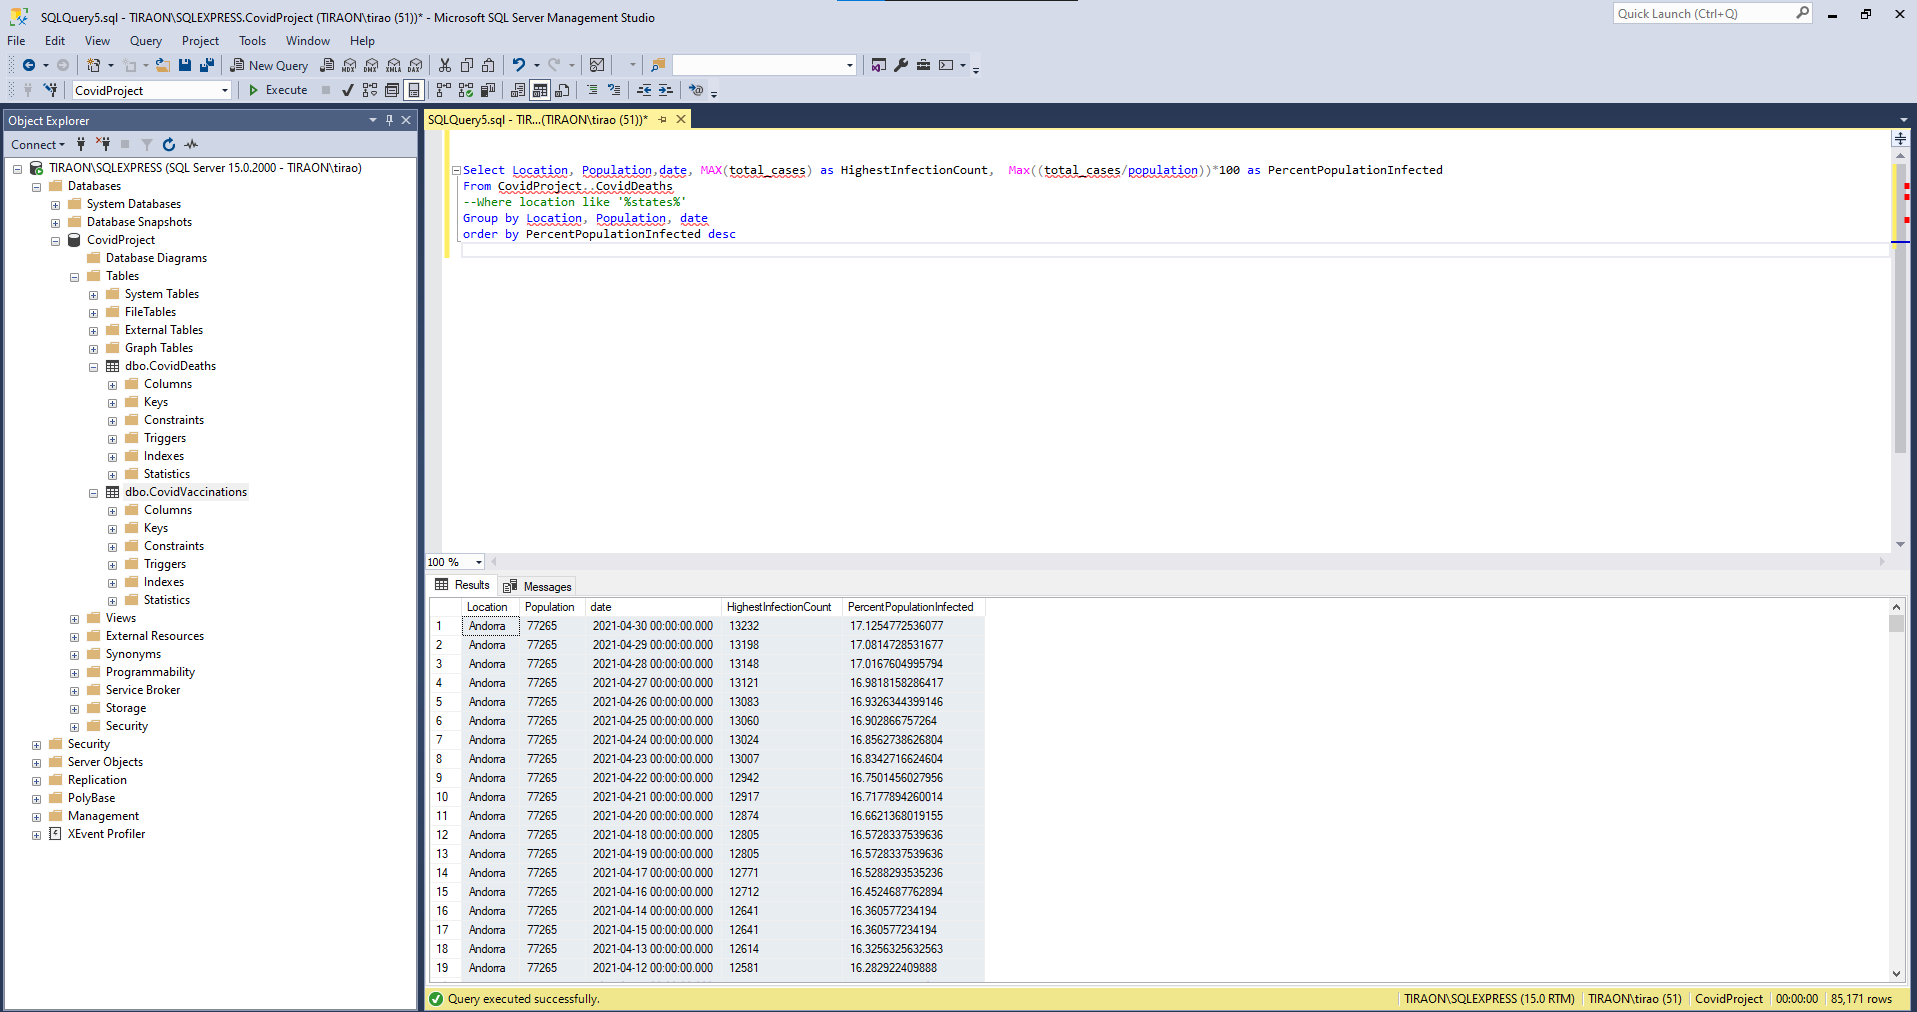 SQLQuery5.sql - TIRAON\SQLEXPRESS.CovidProject (TIRAON\tirao (51))* - Microsoft SQL Server Management Studio
Quick Launch (Ctrl+Q)
File Edit View Query Project Tools Window Help
New Query MDX DMX XMLA DAX
CovidProject Execute
Object Explorer
Connect
TIRAON\SQLEXPRESS (SQL Server 15.0.2000 - TIRAON\tirao)
Databases
System Databases
Database Snapshots
CovidProject
Database Diagrams
Tables
System Tables
FileTables
External Tables
Graph Tables
dbo.CovidDeaths
Columns
Keys
Constraints
Triggers
Indexes
Statistics
dbo.CovidVaccinations
Columns
Keys
Constraints
Triggers
Indexes
Statistics
Views
External Resources
Synonyms
Programmability
Service Broker
Storage
Security
Security
Server Objects
Replication
PolyBase
Management
XEvent Profiler
SQLQuery5.sql - TIR...(TIRAON\tirao (51))*
Select Location, Population,date, MAX(total_cases) as HighestInfectionCount,  Max((total_cases/population))*100 as PercentPopulationInfected
From CovidProject..CovidDeaths
--Where location like '%states%'
Group by Location, Population, date
order by PercentPopulationInfected desc
100 %
Results Messages
Location Population date HighestInfectionCount PercentPopulationInfected
1 Andorra 77265 2021-04-30 00:00:00.000 13232 17.1254772536077
2 Andorra 77265 2021-04-29 00:00:00.000 13198 17.0814728531677
3 Andorra 77265 2021-04-28 00:00:00.000 13148 17.0167604995794
4 Andorra 77265 2021-04-27 00:00:00.000 13121 16.9818158286417
5 Andorra 77265 2021-04-26 00:00:00.000 13083 16.9326344399146
6 Andorra 77265 2021-04-25 00:00:00.000 13060 16.902866757264
7 Andorra 77265 2021-04-24 00:00:00.000 13024 16.8562738626804
8 Andorra 77265 2021-04-23 00:00:00.000 13007 16.8342716624604
9 Andorra 77265 2021-04-22 00:00:00.000 12942 16.7501456027956
10 Andorra 77265 2021-04-21 00:00:00.000 12917 16.7177894260014
11 Andorra 77265 2021-04-20 00:00:00.000 12874 16.6621368019155
12 Andorra 77265 2021-04-18 00:00:00.000 12805 16.5728337539636
13 Andorra 77265 2021-04-19 00:00:00.000 12805 16.5728337539636
14 Andorra 77265 2021-04-17 00:00:00.000 12771 16.5288293535236
15 Andorra 77265 2021-04-16 00:00:00.000 12712 16.4524687762894
16 Andorra 77265 2021-04-14 00:00:00.000 12641 16.360577234194
17 Andorra 77265 2021-04-15 00:00:00.000 12641 16.360577234194
18 Andorra 77265 2021-04-13 00:00:00.000 12614 16.3256325632563
19 Andorra 77265 2021-04-12 00:00:00.000 12581 16.282922409888
Query executed successfully.
TIRAON\SQLEXPRESS (15.0 RTM) TIRAON\tirao (51) CovidProject 00:00:00 85,171 rows